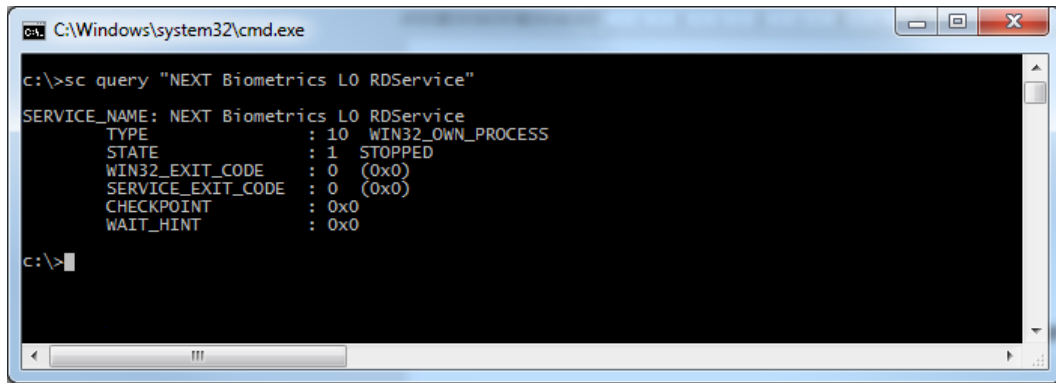 C:\Windows\system32\cmd.exe
c:\>sc query "NEXT Biometrics L0 RDService"
SERVICE_NAME: NEXT Biometrics L0 RDService
TYPE : 10 WIN32_OWN_PROCESS
STATE : 1 STOPPED
WIN32_EXIT_CODE : 0 (0x0)
SERVICE_EXIT_CODE : 0 (0x0)
CHECKPOINT : 0x0
WAIT_HINT : 0x0
c:\>